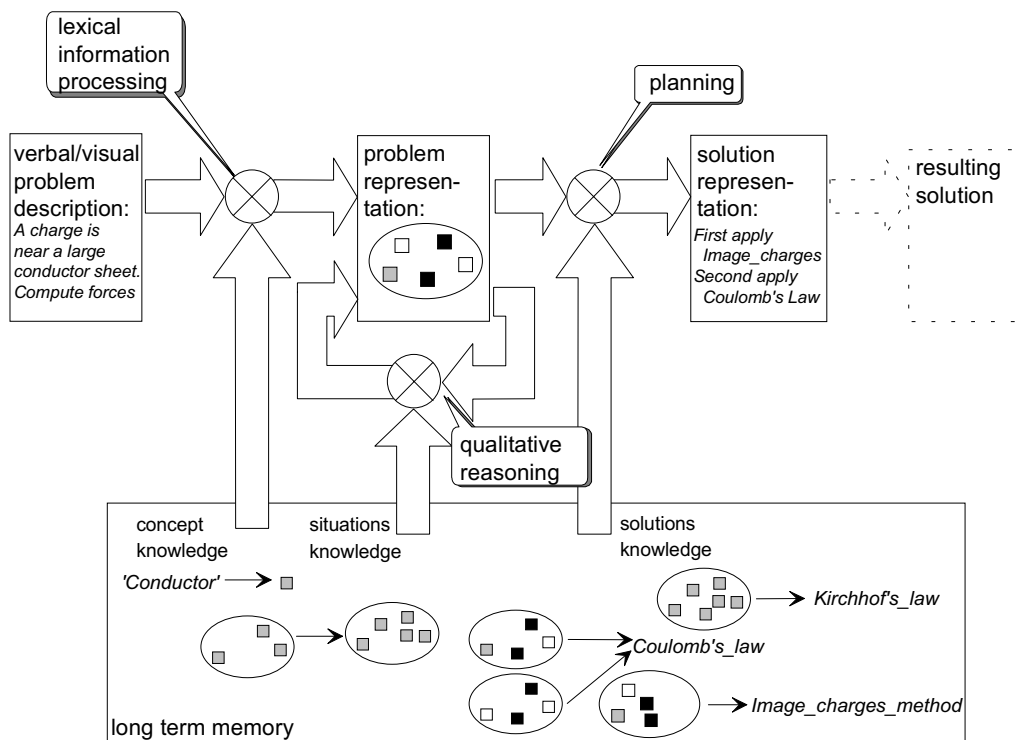 lexical
information
processing
planning
verbal/visual
problem
description:
A charge is
near a large
conductor sheet.
Compute forces
problem
represen-
tation:
solution
represen-
tation:
First apply
Image_charges
Second apply
Coulomb's Law
resulting
solution
qualitative
reasoning
concept
knowledge
situations
knowledge
solutions
knowledge
'Conductor'
Kirchhof's_law
Coulomb's_law
Image_charges_method
long term memory